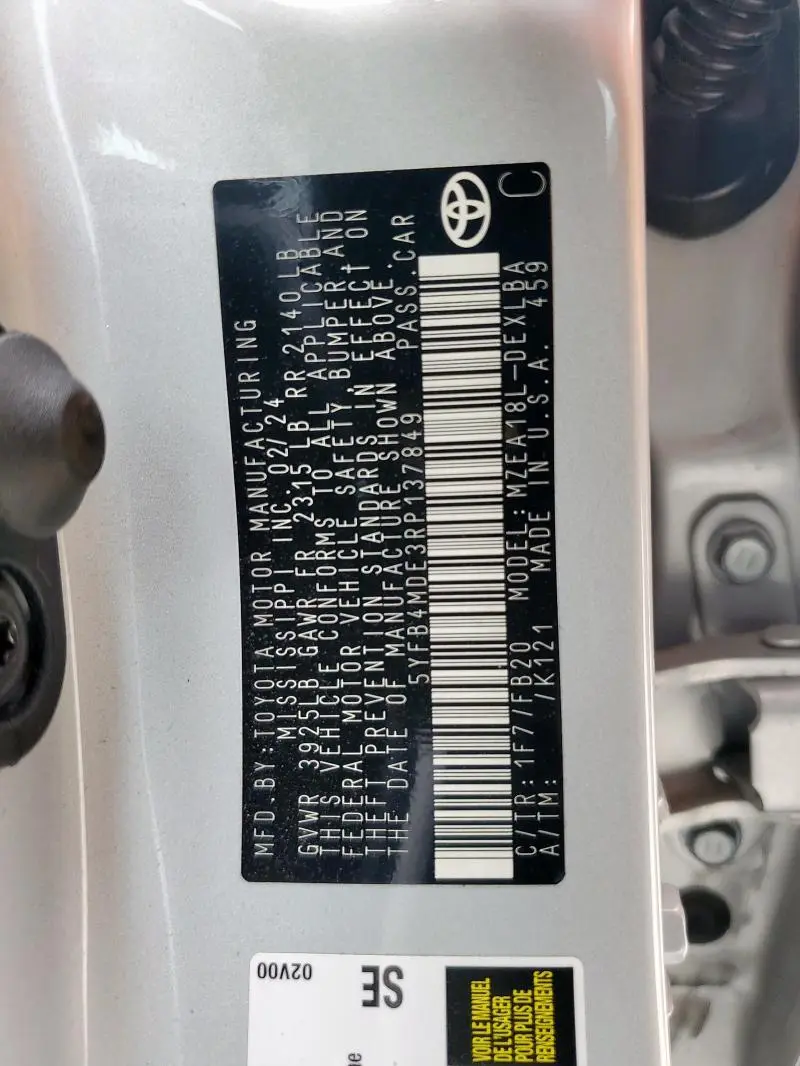 MFD.BY:TOYOTA MOTOR MANUFACTURING
MISSISSIPPI INC. 02/24
GVWR 3925LB GAWR FR 2315LB RR 2140LB
THIS VEHICLE CONFORMS TO ALL APPLICABLE
FEDERAL MOTOR VEHICLE SAFETY, BUMPER, AND
THEFT PREVENTION STANDARDS IN EFFECT ON
THE DATE OF MANUFACTURE SHOWN ABOVE.
5YFB4MDE3RP137849 PASS.CAR
C/TR: 1F7/FB20 MODEL:MZEA18L-DEXLBA
A/TM: /K121 MADE IN U.S.A. 459
C
02V00
SE
VOIR LE MANUEL
DE L'USAGER
POUR PLUS DE
RENSEIGNEMENTS